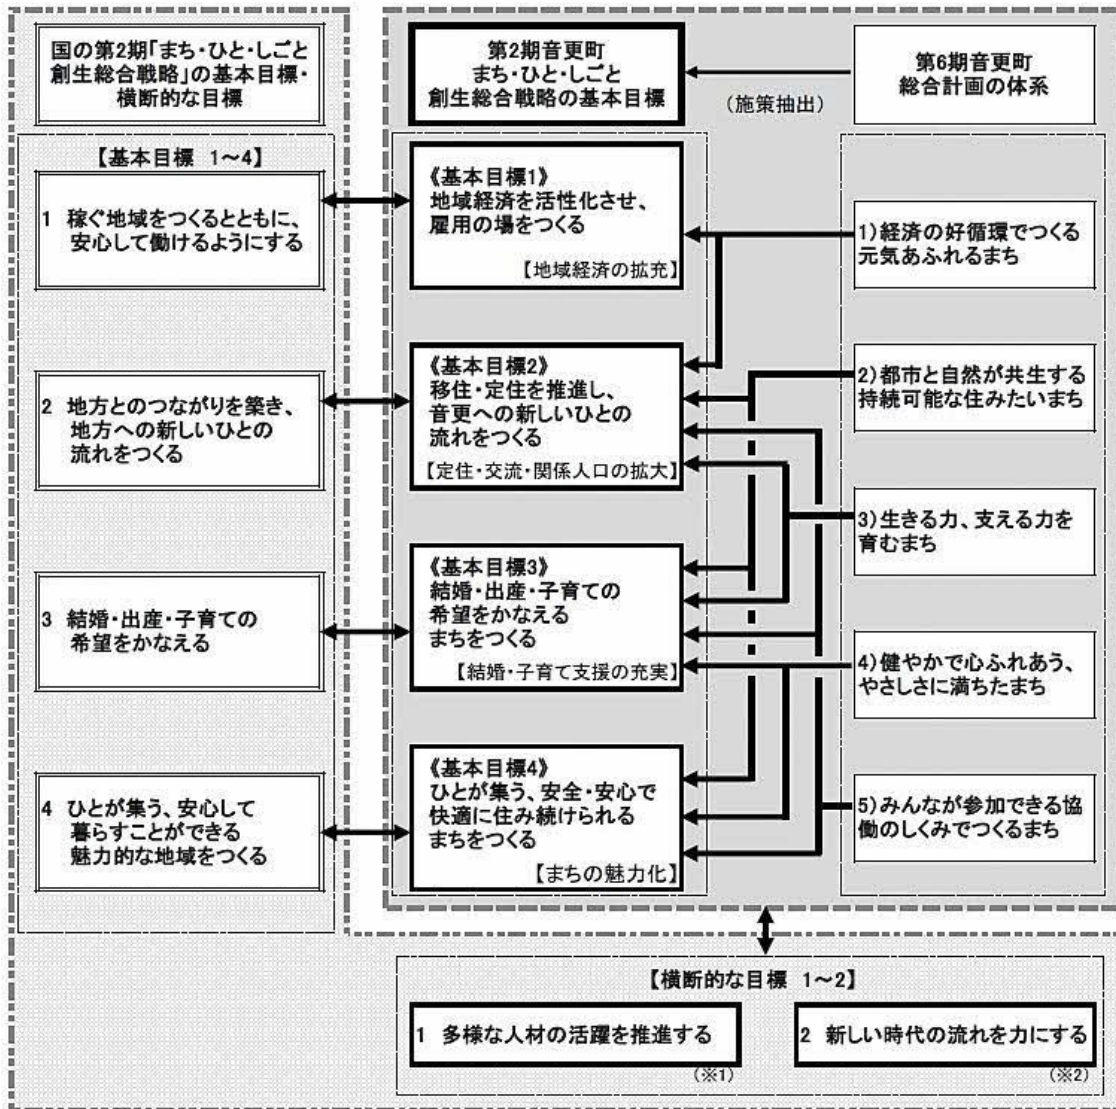 国の第2期「まち・ひと・しごと
創生総合戦略」の基本目標・
横断的な目標
第2期音更町
まち・ひと・しごと
創生総合戦略の基本目標
（施策抽出）
第6期音更町
総合計画の体系
【基本目標 1～4】
1 稼ぐ地域をつくるとともに、
安心して働けるようにする
2 地方とのつながりを築き、
地方への新しいひとの
流れをつくる
3 結婚・出産・子育ての
希望をかなえる
4 ひとが集う、安心して
暮らすことができる
魅力的な地域をつくる
《基本目標1》
地域経済を活性化させ、
雇用の場をつくる
【地域経済の拡充】
《基本目標2》
移住・定住を推進し、
音更への新しいひとの
流れをつくる
【定住・交流・関係人口の拡大】
《基本目標3》
結婚・出産・子育ての
希望をかなえる
まちをつくる
【結婚・子育て支援の充実】
《基本目標4》
ひとが集う、安全・安心で
快適に住み続けられる
まちをつくる
【まちの魅力化】
1)経済の好循環でつくる
元気あふれるまち
2)都市と自然が共生する
持続可能な住みたいまち
3)生きる力、支える力を
育むまち
4)健やかで心ふれあう、
やさしさに満ちたまち
5)みんなが参加できる協
働のしくみでつくるまち
【横断的な目標 1～2】
1 多様な人材の活躍を推進する
(※1)
2 新しい時代の流れを力にする
(※2)